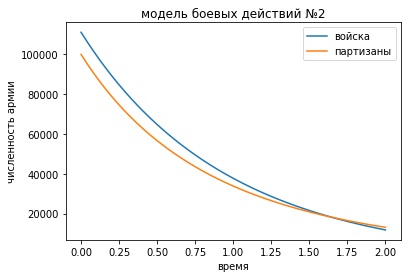 модель боевых действий №2
войска
партизаны
численность армии
100000
80000
60000
40000
20000
0.00 0.25 0.50 0.75 1.00 1.25 1.50 1.75 2.00
время